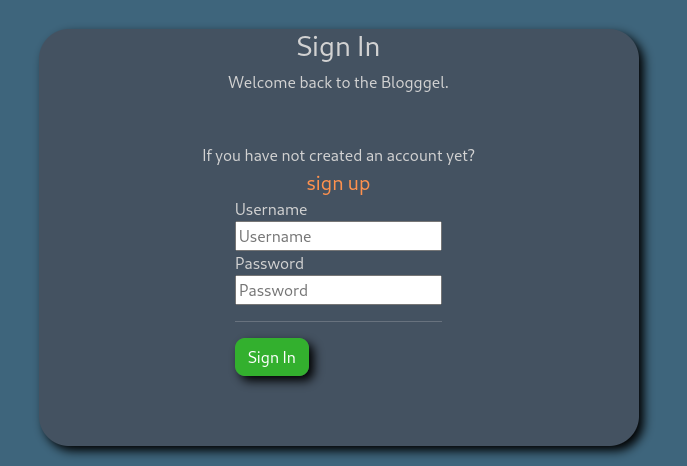 Sign In
Welcome back to the Blogggel.
If you have not created an account yet?
sign up
Username
Username
Password
Password
Sign In